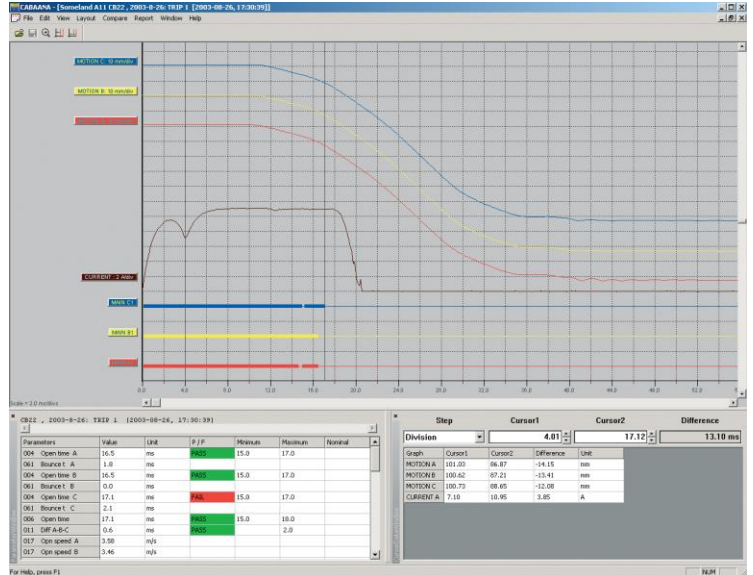 CABAANA - [Someland A11 CB22 , 2003-8-26: TRIP 1 [2003-08-26, 17:30:39]]
File Edit View Layout Compare Report Window Help
MOTION C: 10 mm/div
MOTION B: 10 mm/div
CURRENT : 2 A/div
MAIN C1
MAIN B1
0.0 4.0 8.0 12.0 16.0 20.0 24.0 28.0 32.0 36.0 40.0 44.0 48.0 52.0
Scale = 2.0 ms/divs
CB22 , 2003-8-26: TRIP 1 [2003-08-26, 17:30:39]
Parameters Value Unit P / F Minimum Maximum Nominal
004 Open time A 16.5 ms PASS 15.0 17.0
061 Bounce t A 1.8 ms
004 Open time B 16.5 ms PASS 15.0 17.0
061 Bounce t B 0.0 ms
004 Open time C 17.1 ms FAIL 15.0 17.0
061 Bounce t C 2.1 ms
006 Open time 17.1 ms PASS 15.0 18.0
011 Diff A-B-C 0.6 ms PASS 2.0
017 Opn speed A 3.58 m/s
017 Opn speed B 3.46 m/s
Step Cursor1 Cursor2 Difference
Division 4.01 17.12 13.10 ms
Graph Cursor1 Cursor2 Difference Unit
MOTION A 101.03 86.87 -14.15 mm
MOTION B 100.62 87.21 -13.41 mm
MOTION C 100.73 88.65 -12.08 mm
CURRENT A 7.10 10.95 3.85 A
For Help, press F1
NUM